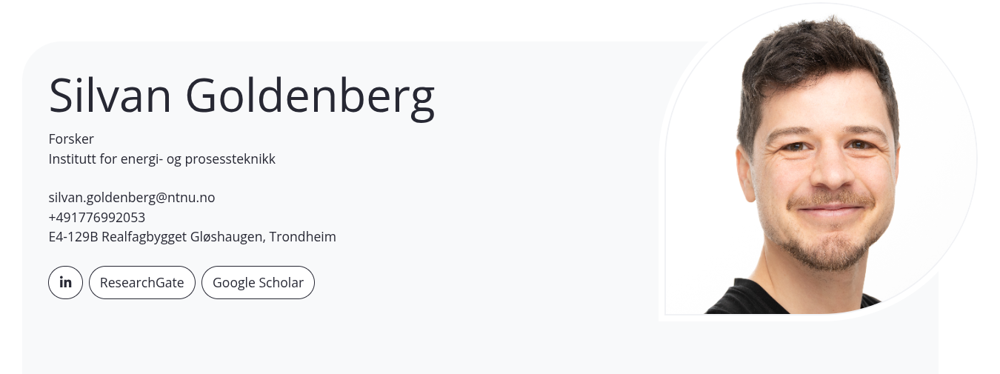 Silvan Goldenberg
Forsker
Institutt for energi- og prosessteknikk
silvan.goldenberg@ntnu.no
+491776992053
E4-129B Realfagbygget Gløshaugen, Trondheim
in ResearchGate Google Scholar